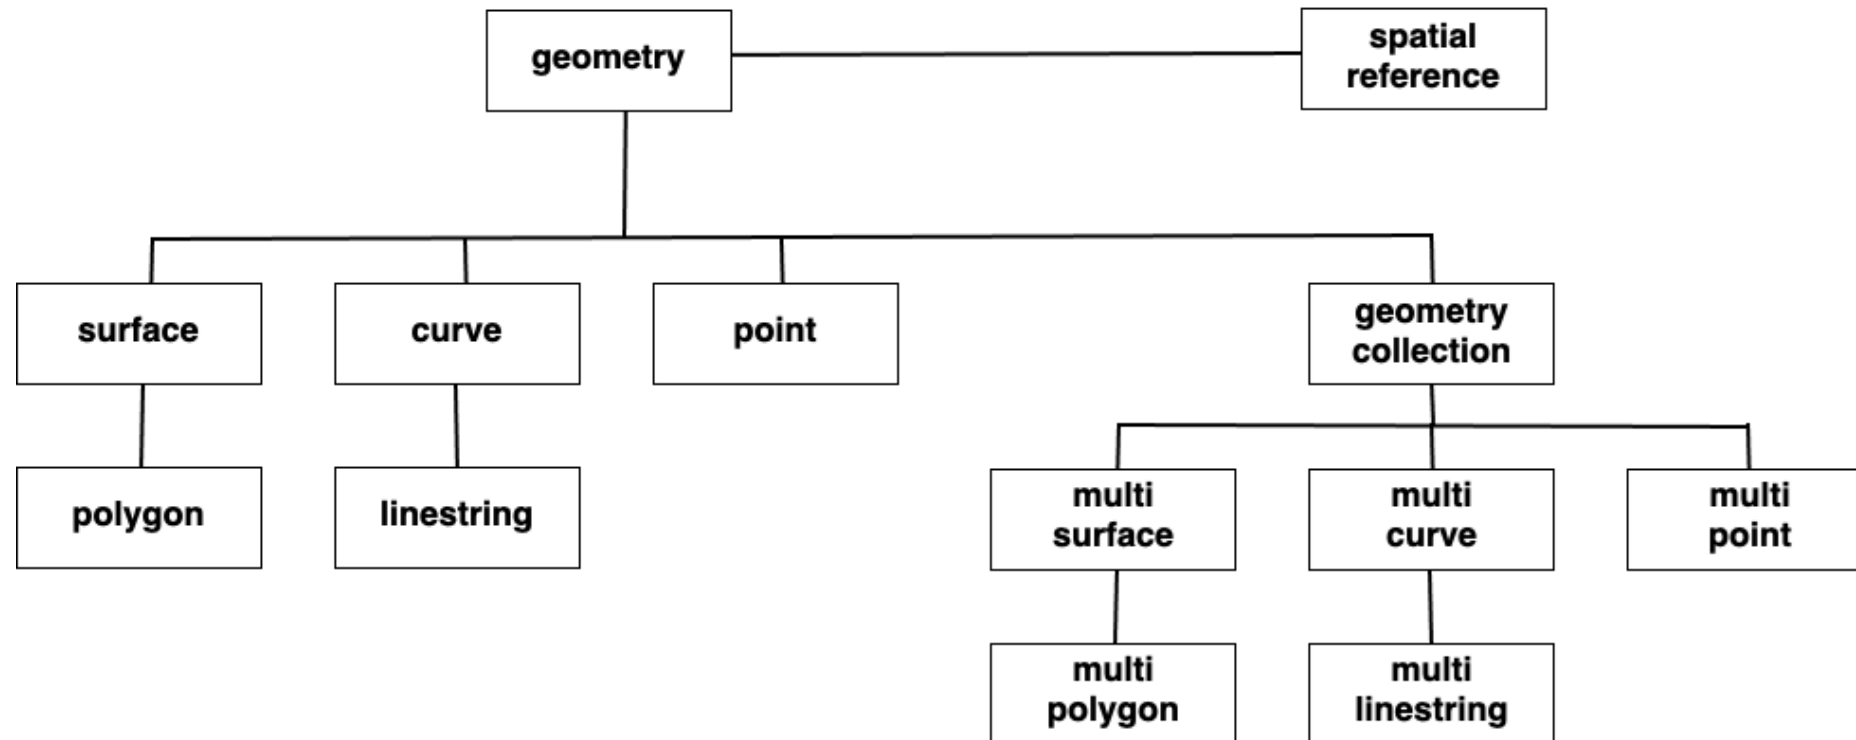 geometry
spatial
reference
surface
curve
point
geometry
collection
polygon
linestring
multi
surface
multi
curve
multi
point
multi
polygon
multi
linestring